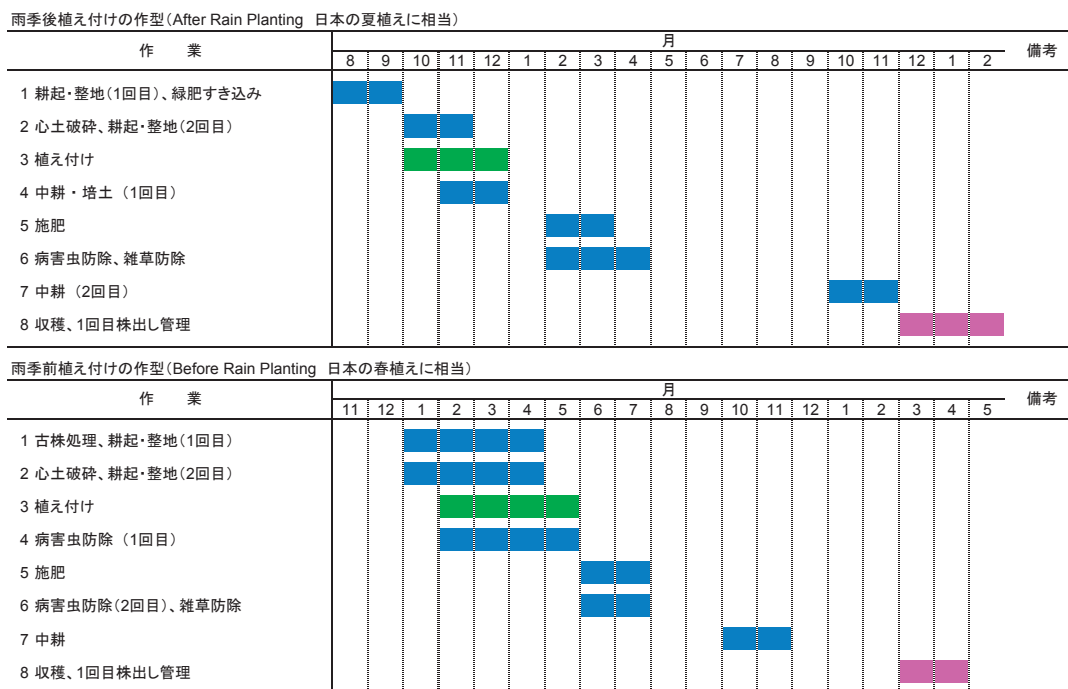 雨季後植え付けの作型(After Rain Planting 日本の夏植えに相当)
作 業 月 備考
8 9 10 11 12 1 2 3 4 5 6 7 8 9 10 11 12 1 2
1 耕起・整地(1回目)、緑肥すき込み
2 心土破砕、耕起・整地(2回目)
3 植え付け
4 中耕・培土 (1回目)
5 施肥
6 病害虫防除、雑草防除
7 中耕 (2回目)
8 収穫、1回目株出し管理
雨季前植え付けの作型(Before Rain Planting 日本の春植えに相当)
作 業 月 備考
11 12 1 2 3 4 5 6 7 8 9 10 11 12 1 2 3 4 5
1 古株処理、耕起・整地(1回目)
2 心土破砕、耕起・整地(2回目)
3 植え付け
4 病害虫防除 (1回目)
5 施肥
6 病害虫防除(2回目)、雑草防除
7 中耕
8 収穫、1回目株出し管理